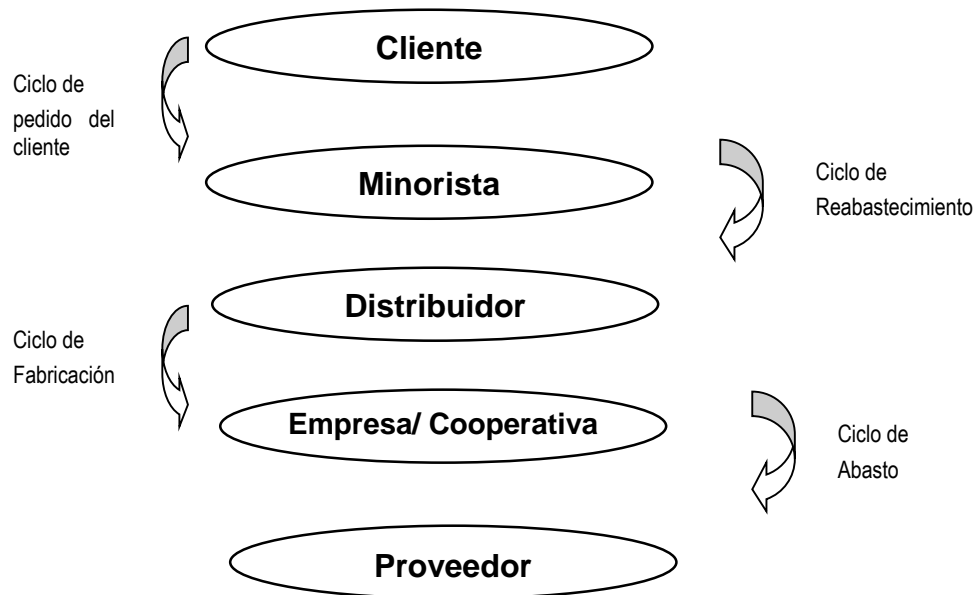 Cliente
Ciclo de
pedido del
cliente
Minorista
Ciclo de
Reabastecimiento
Distribuidor
Ciclo de
Fabricación
Empresa/ Cooperativa
Ciclo de
Abasto
Proveedor